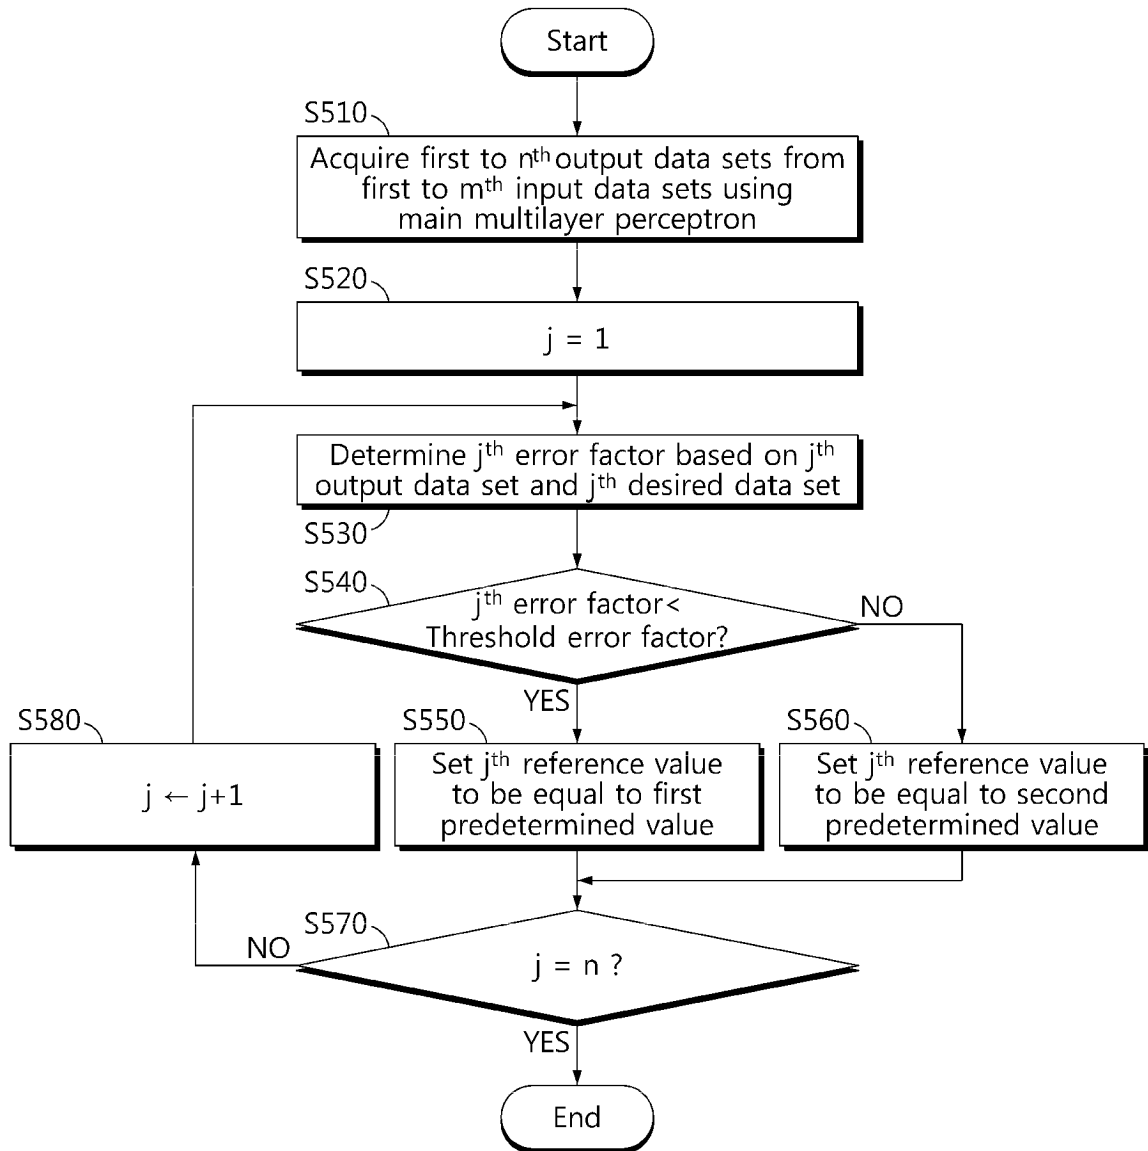 Start
S510
Acquire first to nth output data sets from
first to mth input data sets using
main multilayer perceptron
S520
j = 1
Determine jth error factor based on jth
output data set and jth desired data set
S530
S540
jth error factor<
Threshold error factor?
NO
YES
S580
j ← j+1
S550
Set jth reference value
to be equal to first
predetermined value
S560
Set jth reference value
to be equal to second
predetermined value
S570
NO
j = n ?
YES
End